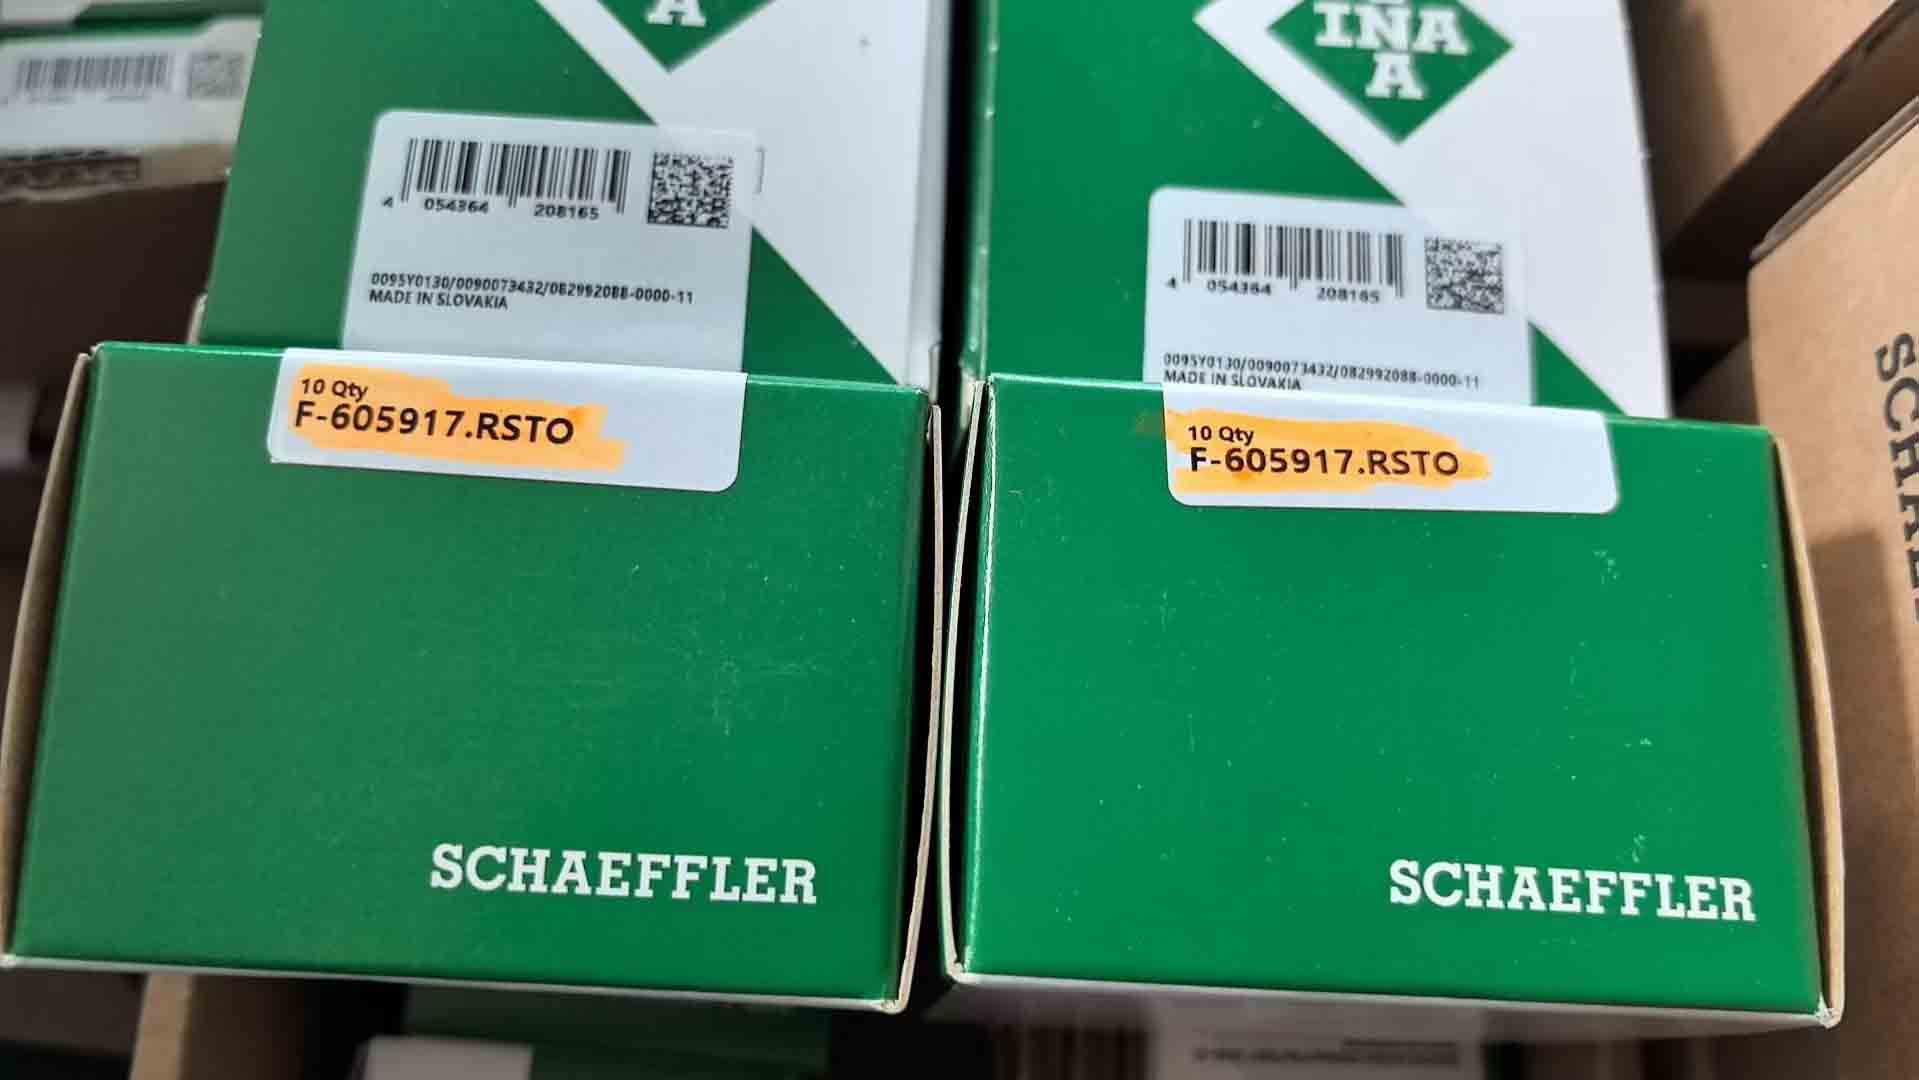 A
INA
A
4 054364 208165
0095Y0130/0090073432/082992088-0000-11
MADE IN SLOVAKIA
4 054364 208165
0095Y0130/0090073432/082992088-0000-11
MADE IN SLOVAKIA
10 Qty
F-605917.RSTO
10 Qty
F-605917.RSTO
SCHAEFFLER
SCHAEFFLER